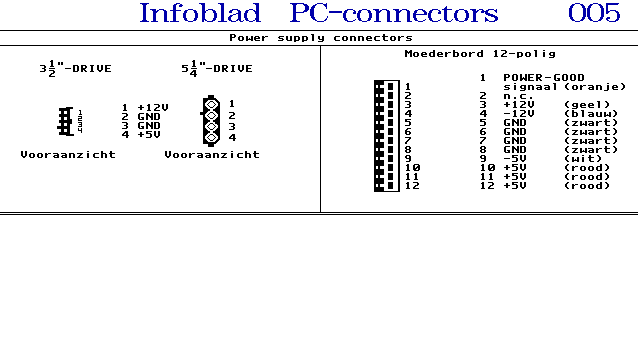 Infoblad PC-connectors 005
Power supply connectors
3½"-DRIVE 5¼"-DRIVE
1 +12V
2 GND
3 GND
4 +5V
1
2
3
4
1
2
3
4
Vooraanzicht Vooraanzicht
Moederbord 12-polig
1 POWER-GOOD
1 signaal (oranje)
2 2 n.c.
3 3 +12V (geel)
4 4 -12V (blauw)
5 5 GND (zwart)
6 6 GND (zwart)
7 7 GND (zwart)
8 8 GND (zwart)
9 9 -5V (wit)
10 10 +5V (rood)
11 11 +5V (rood)
12 12 +5V (rood)